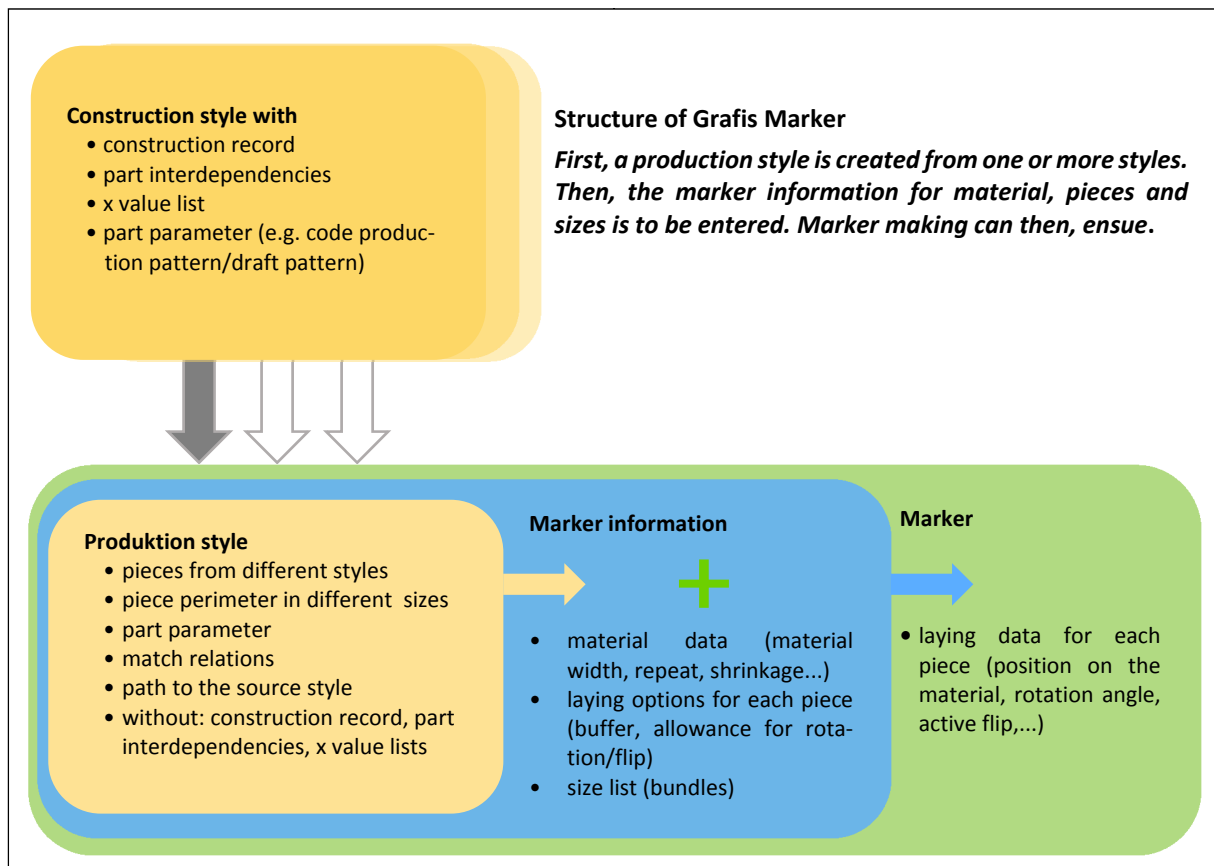 Construction style with
• construction record
• part interdependencies
• x value list
• part parameter (e.g. code produc-
tion pattern/draft pattern)
Structure of Grafis Marker
First, a production style is created from one or more styles.
Then, the marker information for material, pieces and
sizes is to be entered. Marker making can then, ensue.
Produktion style
• pieces from different styles
• piece perimeter in different sizes
• part parameter
• match relations
• path to the source style
• without: construction record, part
interdependencies, x value lists
Marker information
• material data (material
width, repeat, shrinkage...)
• laying options for each piece
(buffer, allowance for rota-
tion/flip)
• size list (bundles)
Marker
• laying data for each
piece (position on the
material, rotation angle,
active flip,...)